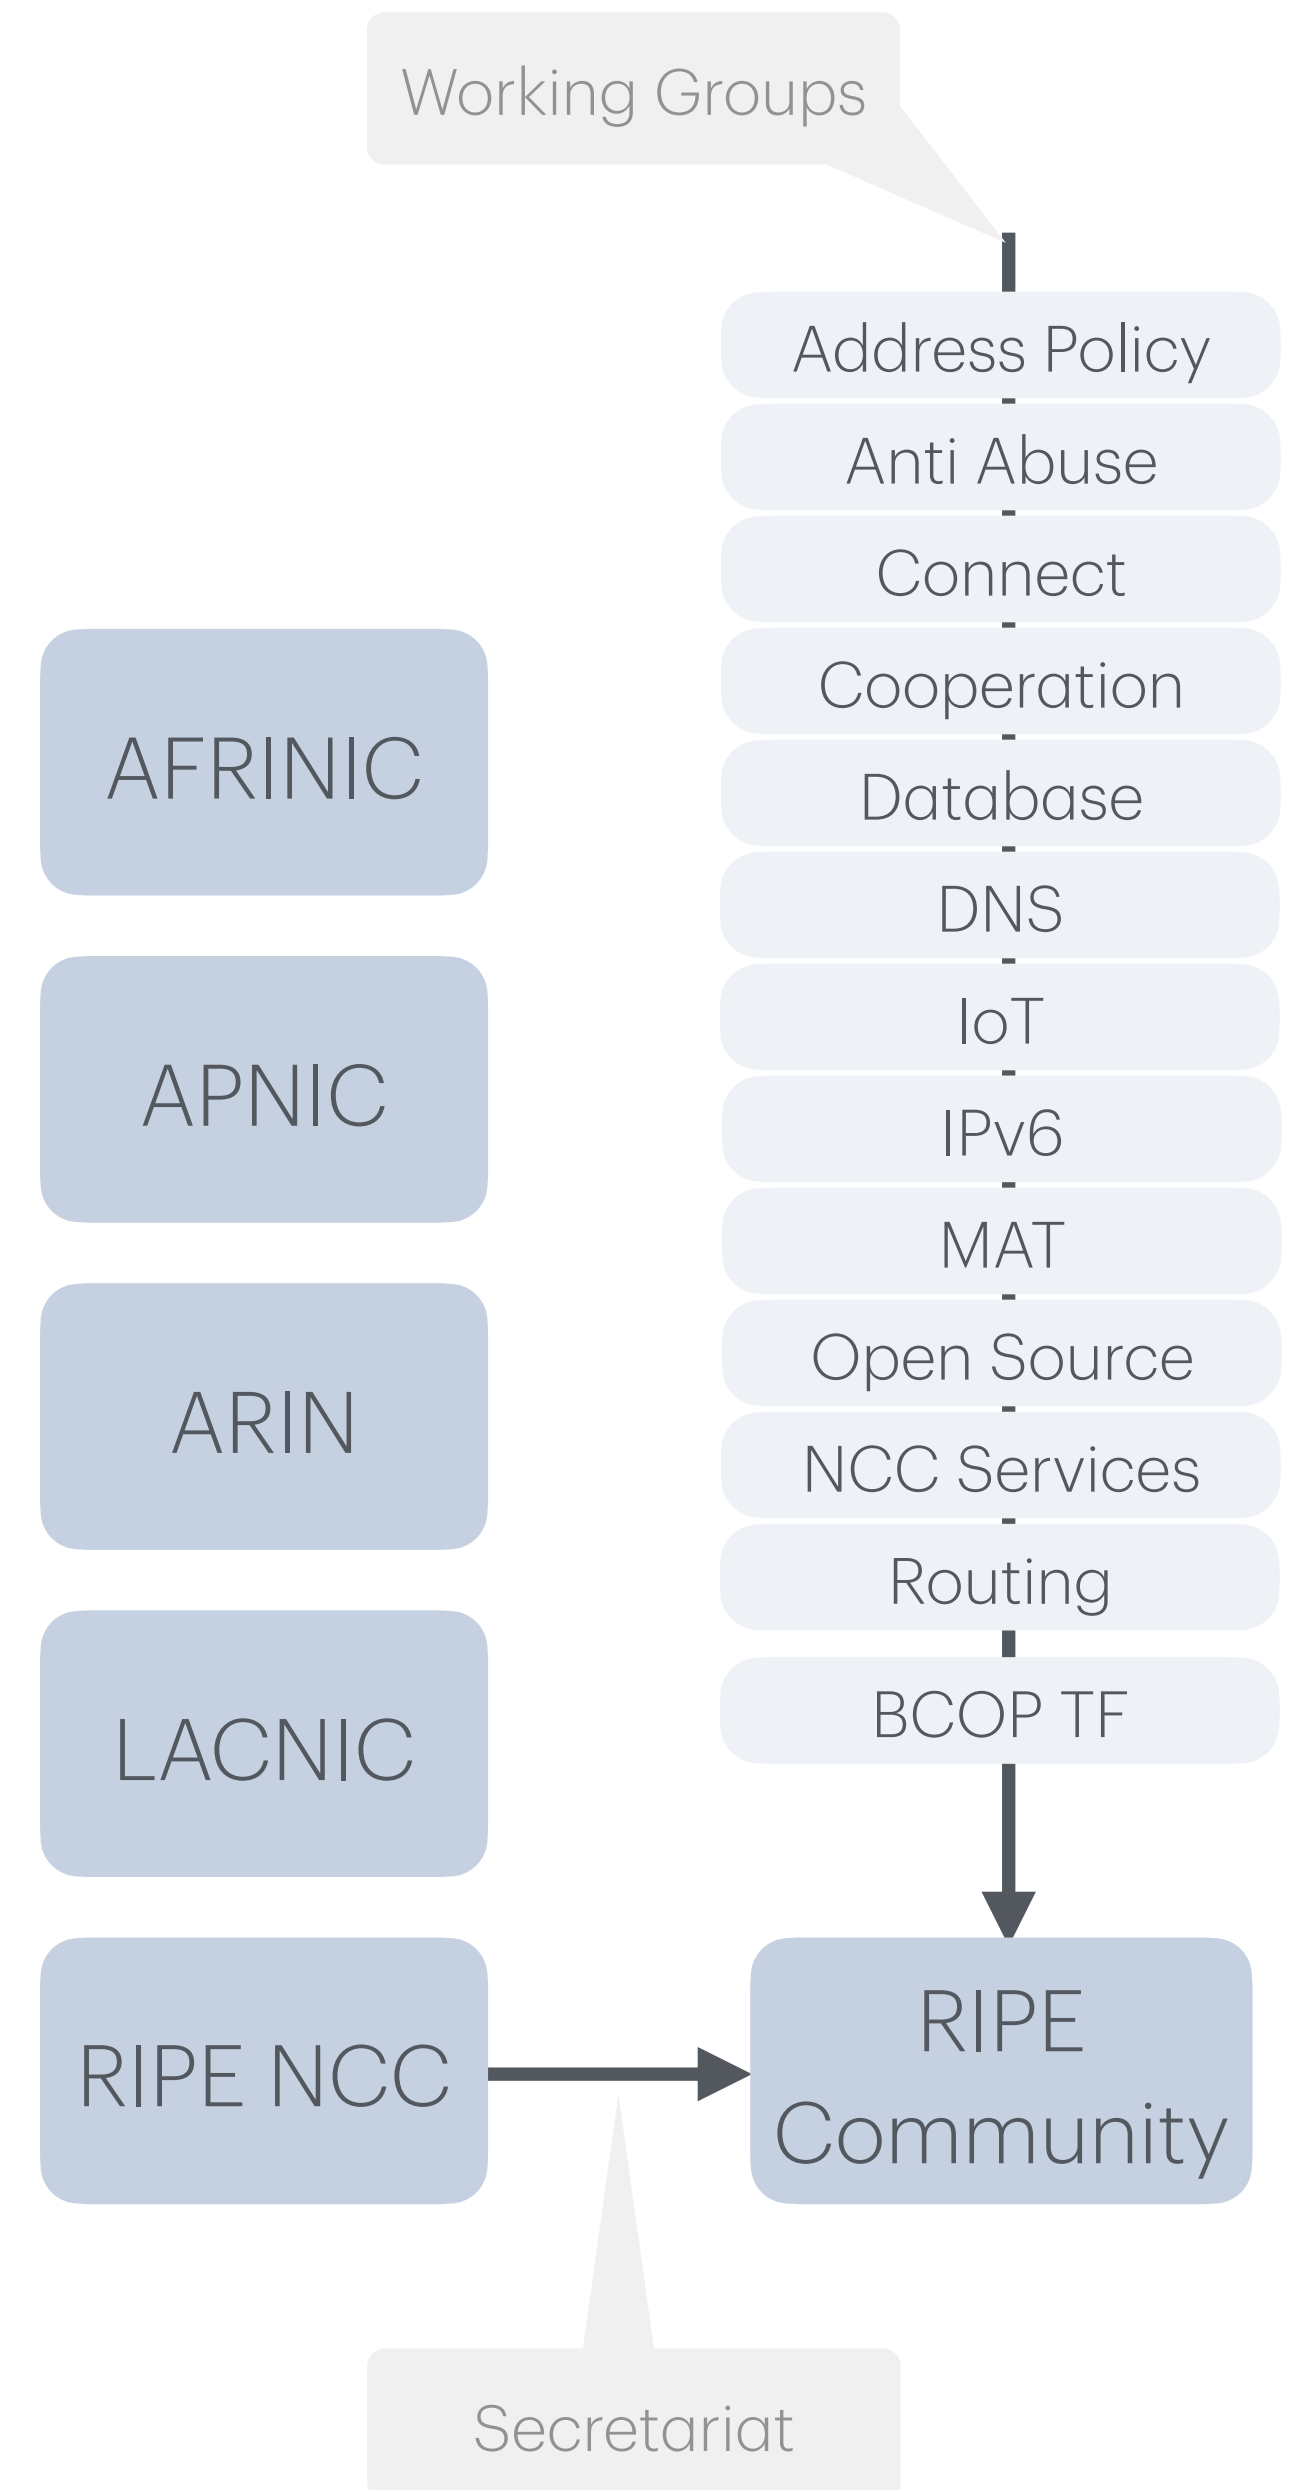 Working Groups
Address Policy
Anti Abuse
Connect
Cooperation
Database
DNS
IoT
IPv6
MAT
Open Source
NCC Services
Routing
BCOP TF
AFRINIC
APNIC
ARIN
LACNIC
RIPE NCC
RIPE
Community
Secretariat